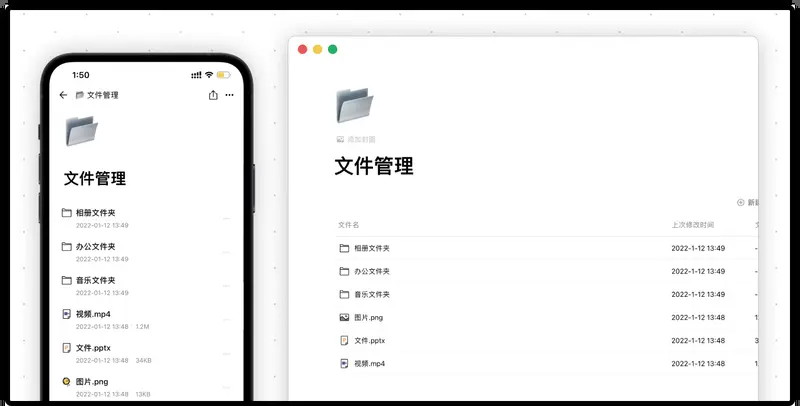 1:50
文件管理
文件管理
相册文件夹
2022-01-12 13:49
办公文件夹
2022-01-12 13:49
音乐文件夹
2022-01-12 13:49
视频.mp4
2022-01-12 13:48 1.2M
文件.pptx
2022-01-12 13:48 34KB
图片.png
2022-01-12 13:48 13KB
添加封面
文件管理
新
文件名 上次修改时间
相册文件夹 2022-1-12 13:49 -
办公文件夹 2022-1-12 13:49 -
音乐文件夹 2022-1-12 13:49 -
图片.png 2022-1-12 13:48
文件.pptx 2022-1-12 13:48
视频.mp4 2022-1-12 13:48